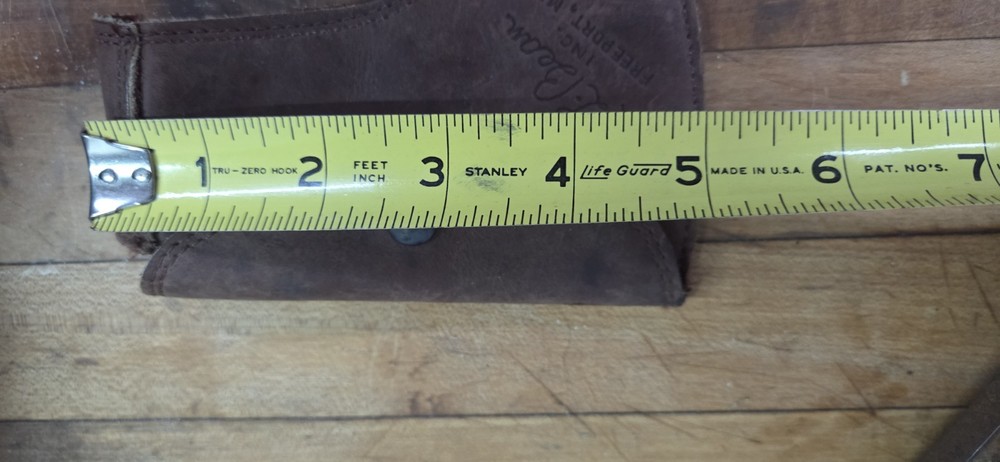 Bean
INC.
FREEPORT,
1 TRU-ZERO HOOK 2 FEET INCH 3 STANLEY 4 Life Guard 5 MADE IN U.S.A. 6 PAT. NO'S. 7